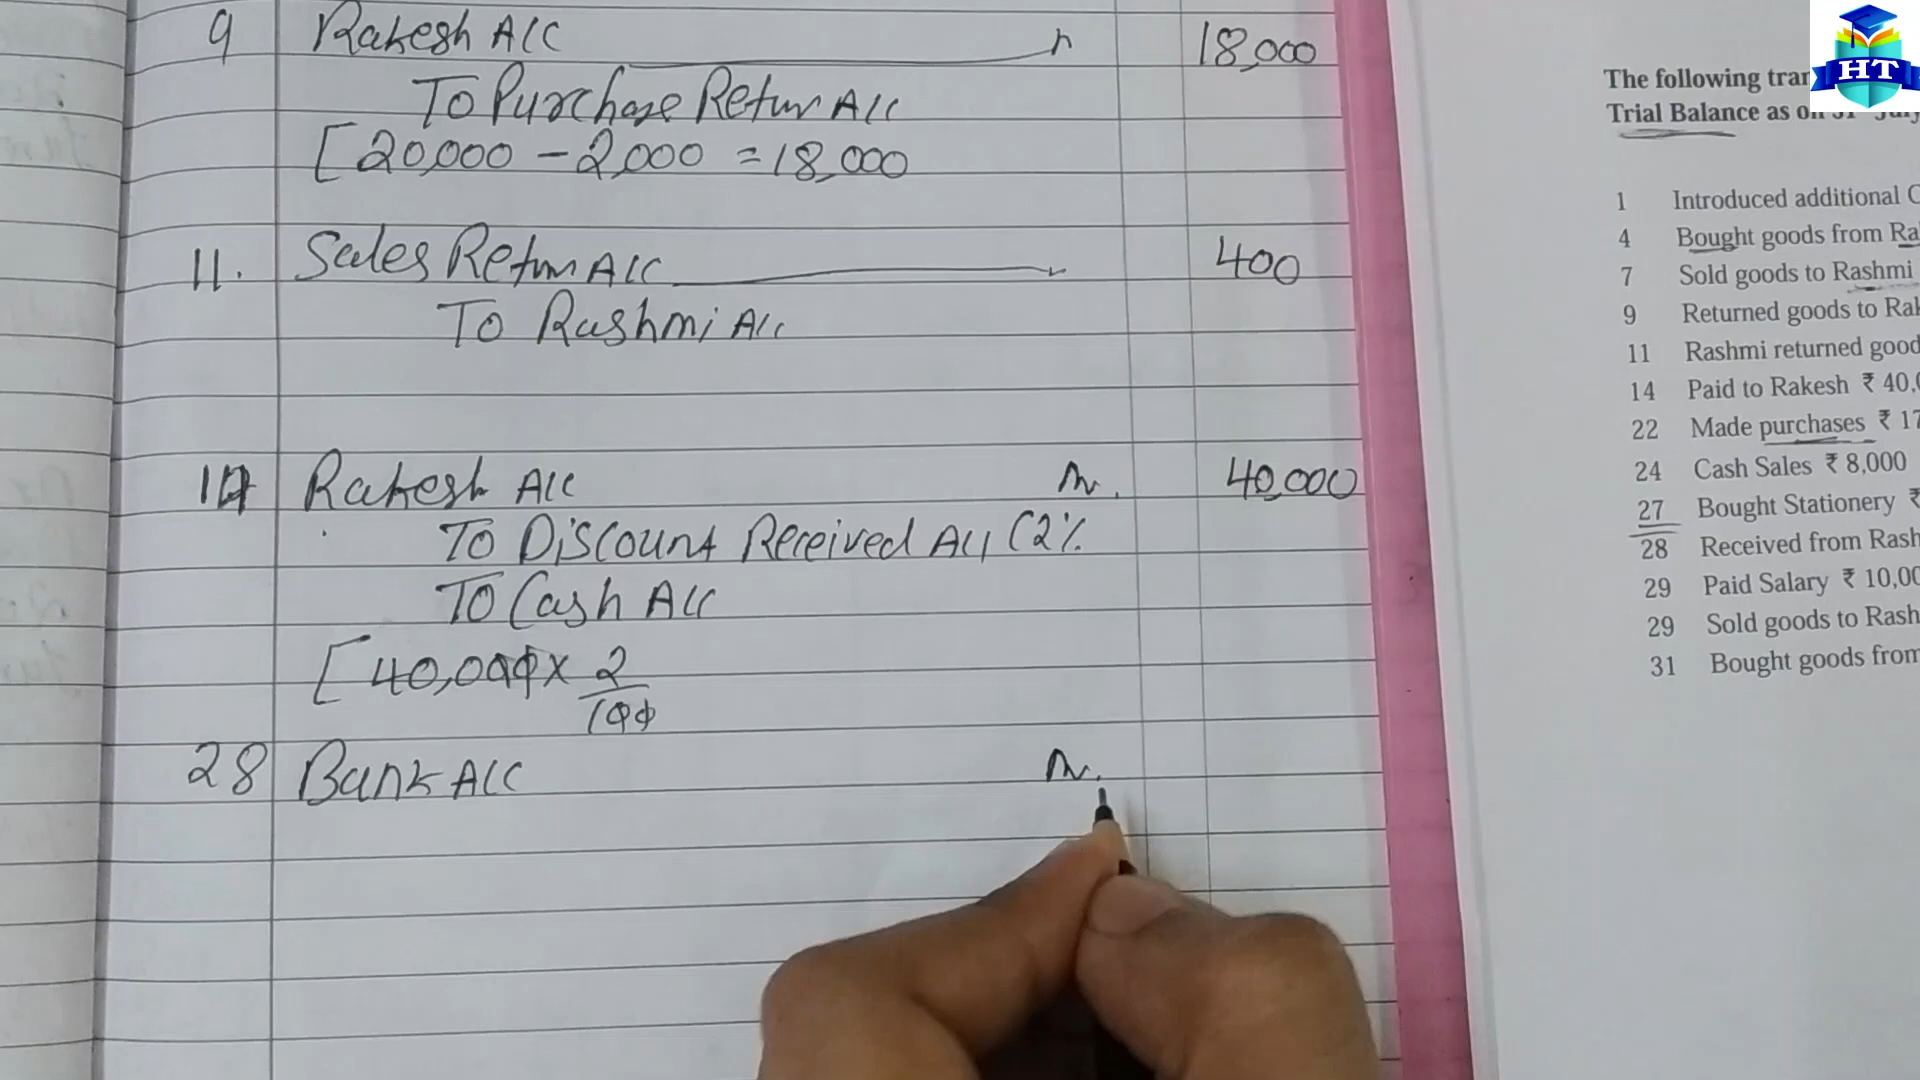 9 Rakesh A/C 18,000
To Purchase Return A/C
[20,000 - 2,000 = 18,000
11. Sales Return A/C 400
To Rashmi A/C
14 Rakesh A/C Dr. 40,000
To Discount Received A/C (2%
To Cash A/C
[40,000 × 2/100
28 Bank A/C Dr.
HT
The following tran
Trial Balance as on 31 July
1 Introduced additional C
4 Bought goods from Ra
7 Sold goods to Rashmi
9 Returned goods to Rak
11 Rashmi returned good
14 Paid to Rakesh ₹ 40,0
22 Made purchases ₹ 17
24 Cash Sales ₹ 8,000
27 Bought Stationery ₹
28 Received from Rash
29 Paid Salary ₹ 10,00
29 Sold goods to Rash
31 Bought goods from